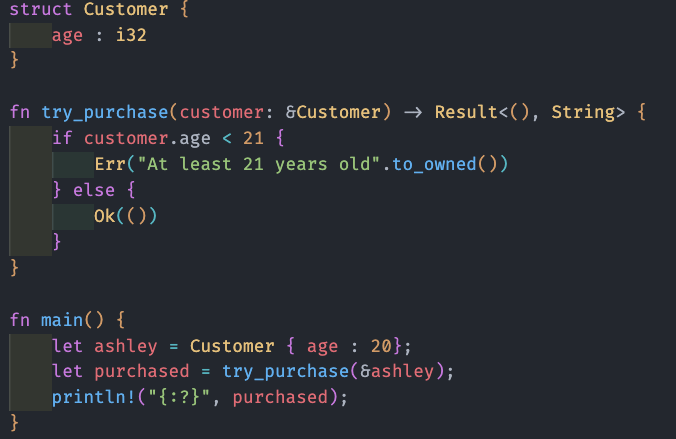 struct Customer {
    age : i32
}

fn try_purchase(customer: &Customer) -> Result<(), String> {
    if customer.age < 21 {
        Err("At least 21 years old".to_owned())
    } else {
        Ok(())
    }
}

fn main() {
    let ashley = Customer { age : 20};
    let purchased = try_purchase(&ashley);
    println!("{:?}", purchased);
}